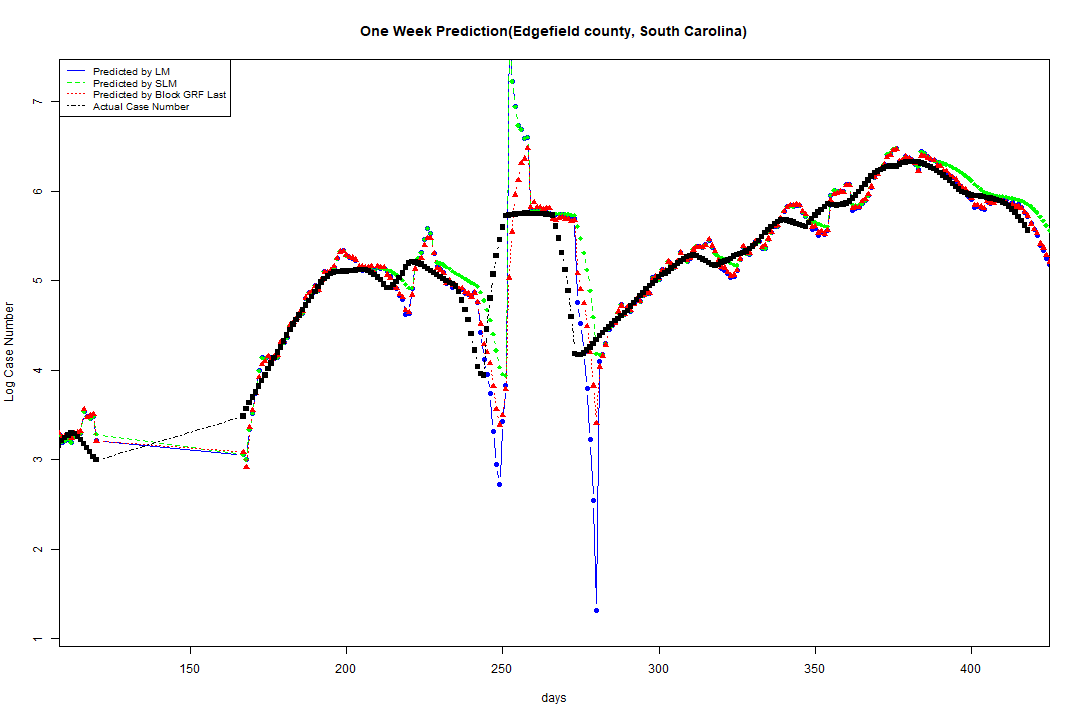 One Week Prediction(Edgefield county, South Carolina)
Predicted by LM
Predicted by SLM
Predicted by Block GRF Last
Actual Case Number
7
6
5
4
3
2
1
Log Case Number
150 200 250 300 350 400
days